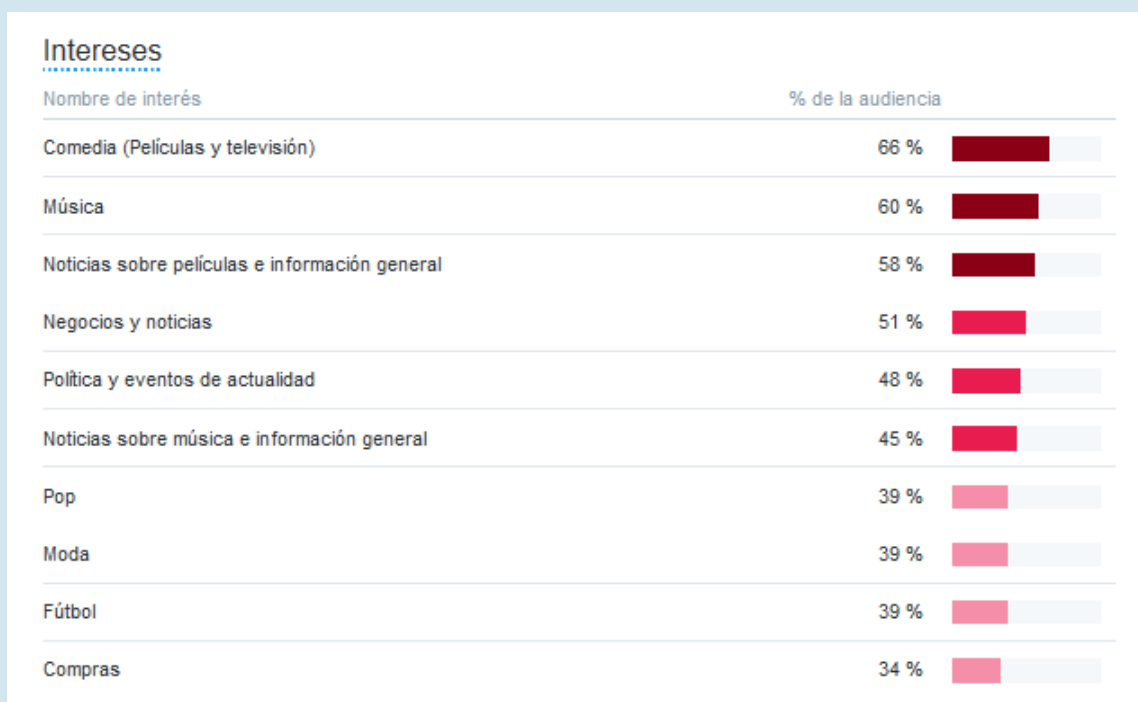 Intereses
Nombre de interés % de la audiencia
Comedia (Películas y televisión) 66 %
Música 60 %
Noticias sobre películas e información general 58 %
Negocios y noticias 51 %
Política y eventos de actualidad 48 %
Noticias sobre música e información general 45 %
Pop 39 %
Moda 39 %
Fútbol 39 %
Compras 34 %